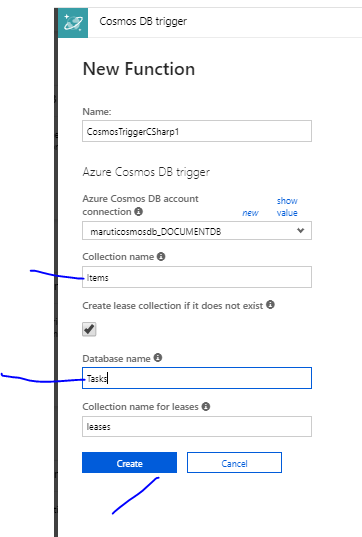 Cosmos DB trigger
New Function
Name:
CosmosTriggerCSharp1
Azure Cosmos DB trigger
Azure Cosmos DB account
connection
new
show
value
maruticosmosdb_DOCUMENTDB
Collection name
Items
Create lease collection if it does not exist
Database name
Tasks
Collection name for leases
leases
Create
Cancel